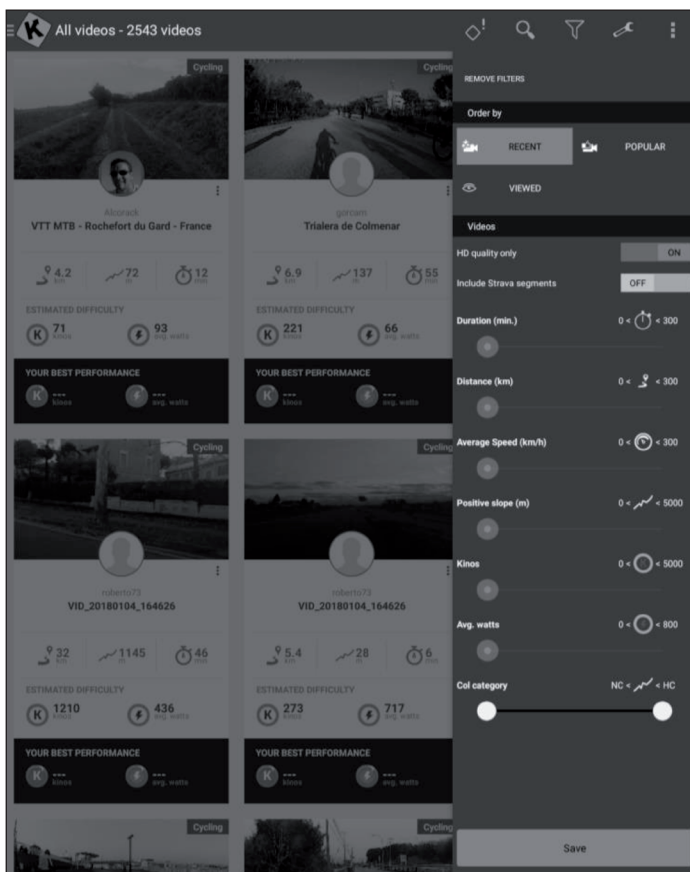 K All videos - 2543 videos
Cycling
Alcorack
VTT MTB - Rochefort du Gard - France
4.2 km 72 m 12 min
ESTIMATED DIFFICULTY
K 71 kinos 93 avg. watts
YOUR BEST PERFORMANCE
K --- kinos --- avg. watts
Cycling
gorcam
Trialera de Colmenar
6.9 km 137 m 55 min
ESTIMATED DIFFICULTY
K 221 kinos 66 avg. watts
YOUR BEST PERFORMANCE
K --- kinos --- avg. watts
Cycling
roberto73
VID_20180104_164626
32 km 1145 m 46 min
ESTIMATED DIFFICULTY
K 1210 kinos 436 avg. watts
YOUR BEST PERFORMANCE
K --- kinos --- avg. watts
Cycling
roberto73
VID_20180104_164626
5.4 km 28 m 6 min
ESTIMATED DIFFICULTY
K 273 kinos 717 avg. watts
YOUR BEST PERFORMANCE
K --- kinos --- avg. watts
Cycling
Cycling
REMOVE FILTERS
Order by
RECENT POPULAR
VIEWED
Videos
HD quality only ON
Include Strava segments OFF
Duration (min.) 0 < < 300
Distance (km) 0 < < 300
Average Speed (km/h) 0 < < 300
Positive slope (m) 0 < < 5000
Kinos 0 < < 5000
Avg. watts 0 < < 800
Col category NC < < HC
Save